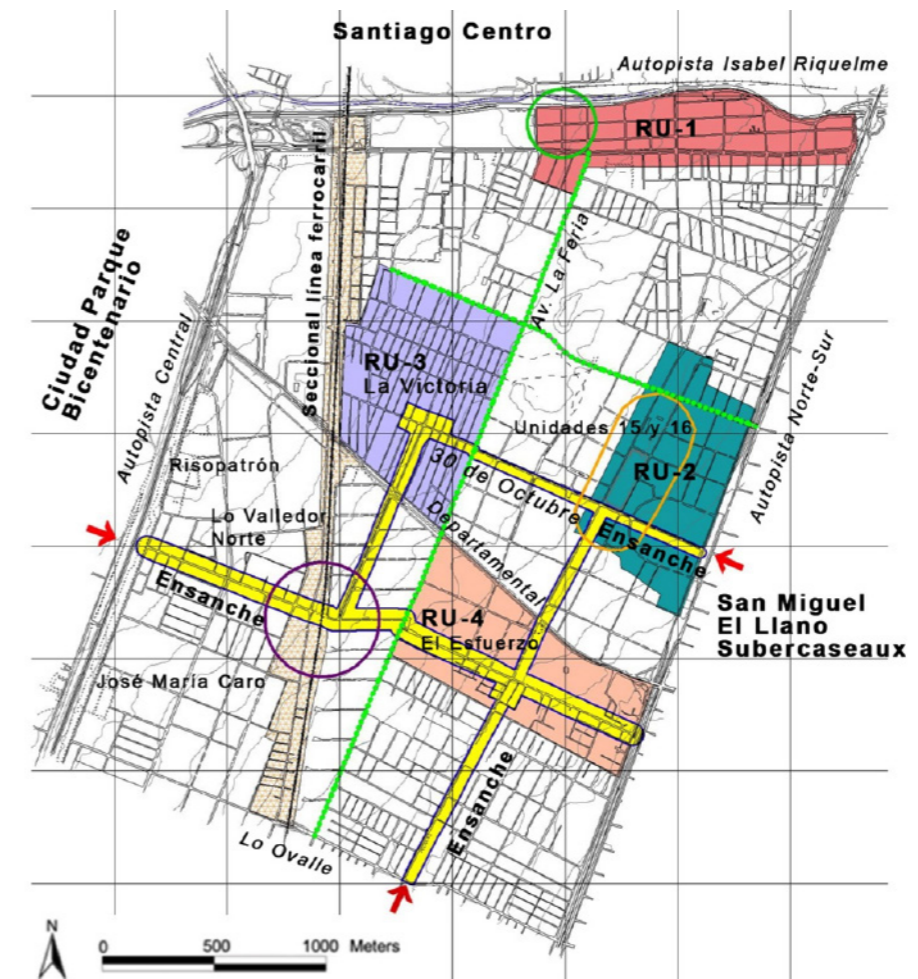 Santiago Centro
Autopista Isabel Riquelme
RU-1
Seccional línea ferrocarril
Av. La Feria
Ciudad Parque
Bicentenario
Autopista Central
RU-3
La Victoria
Autopista Norte-Sur
Unidades 15 y 16
Risopatrón
30 de Octubre
RU-2
Lo Valledor
Norte
Departamental
Ensanche
Ensanche
RU-4
El Esfuerzo
San Miguel
El Llano
Subercaseaux
José María Caro
Ensanche
Lo Ovalle
N
0 500 1000 Meters